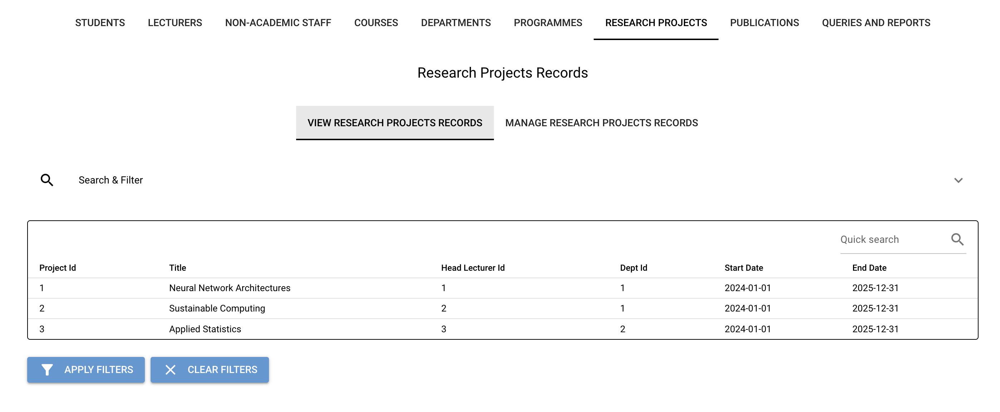 STUDENTS LECTURERS NON-ACADEMIC STAFF COURSES DEPARTMENTS PROGRAMMES RESEARCH PROJECTS PUBLICATIONS QUERIES AND REPORTS
Research Projects Records
VIEW RESEARCH PROJECTS RECORDS MANAGE RESEARCH PROJECTS RECORDS
Search & Filter
Quick search
Project Id Title Head Lecturer Id Dept Id Start Date End Date
1 Neural Network Architectures 1 1 2024-01-01 2025-12-31
2 Sustainable Computing 2 1 2024-01-01 2025-12-31
3 Applied Statistics 3 2 2024-01-01 2025-12-31
APPLY FILTERS CLEAR FILTERS